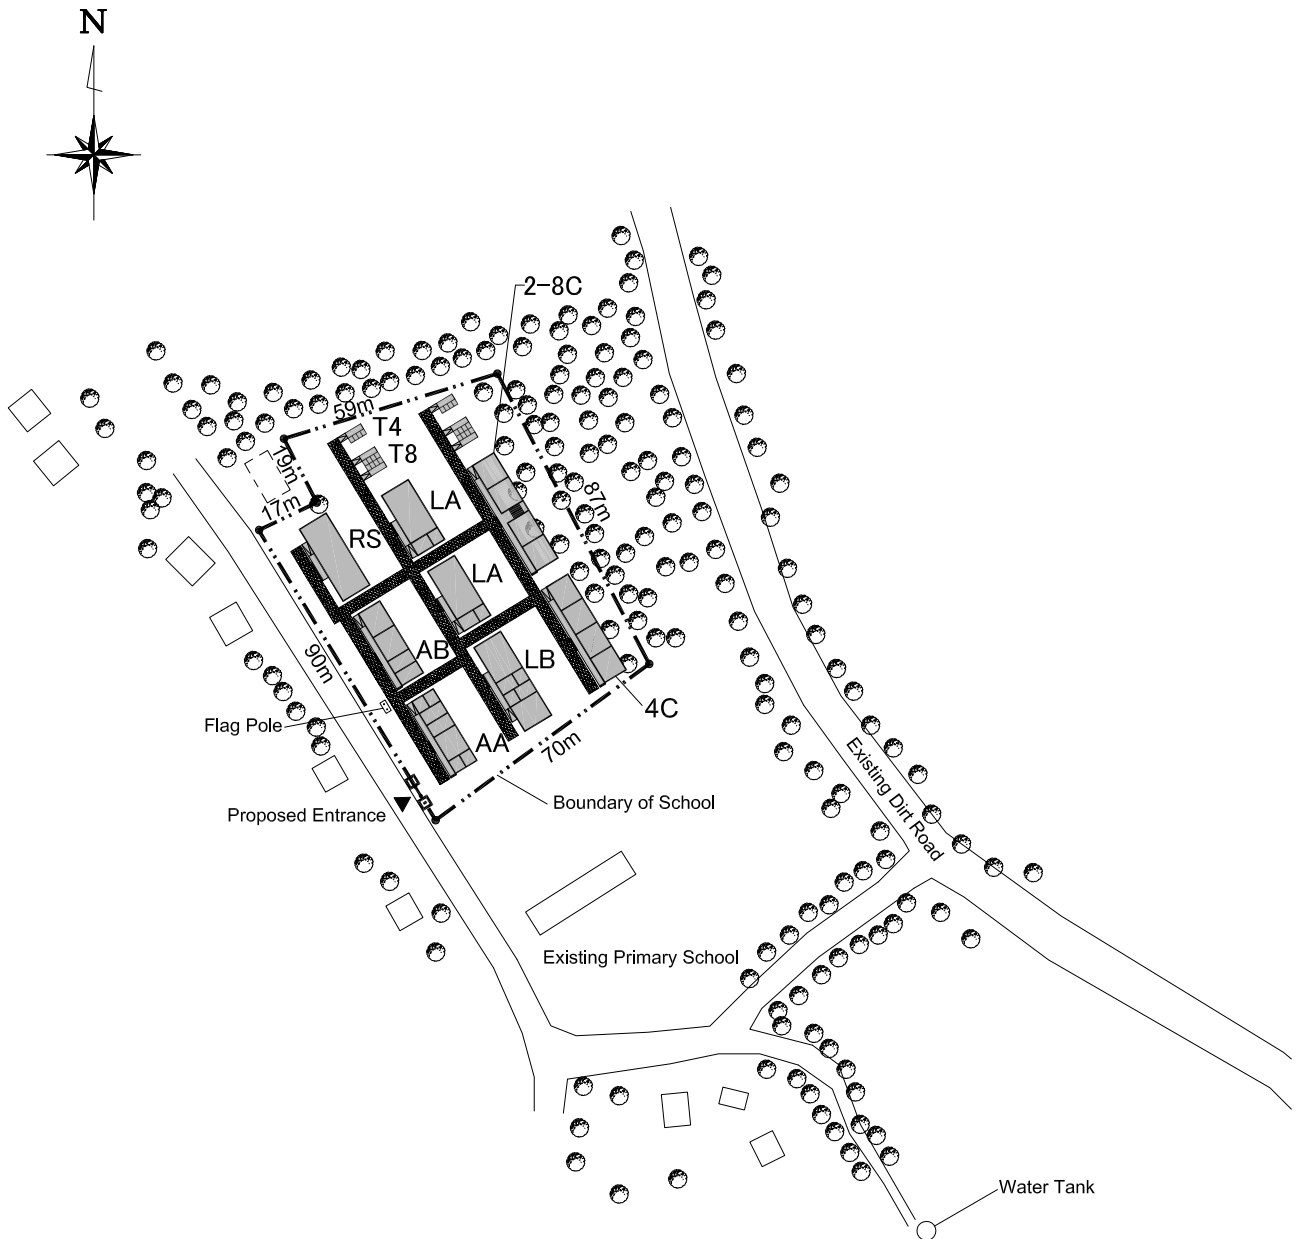 N
2-8C
59m
T4
T8
19m
17m
LA
87m
RS
LA
AB
LB
90m
4C
Flag Pole
AA
70m
Existing Dirt Road
Boundary of School
Proposed Entrance
Existing Primary School
Water Tank